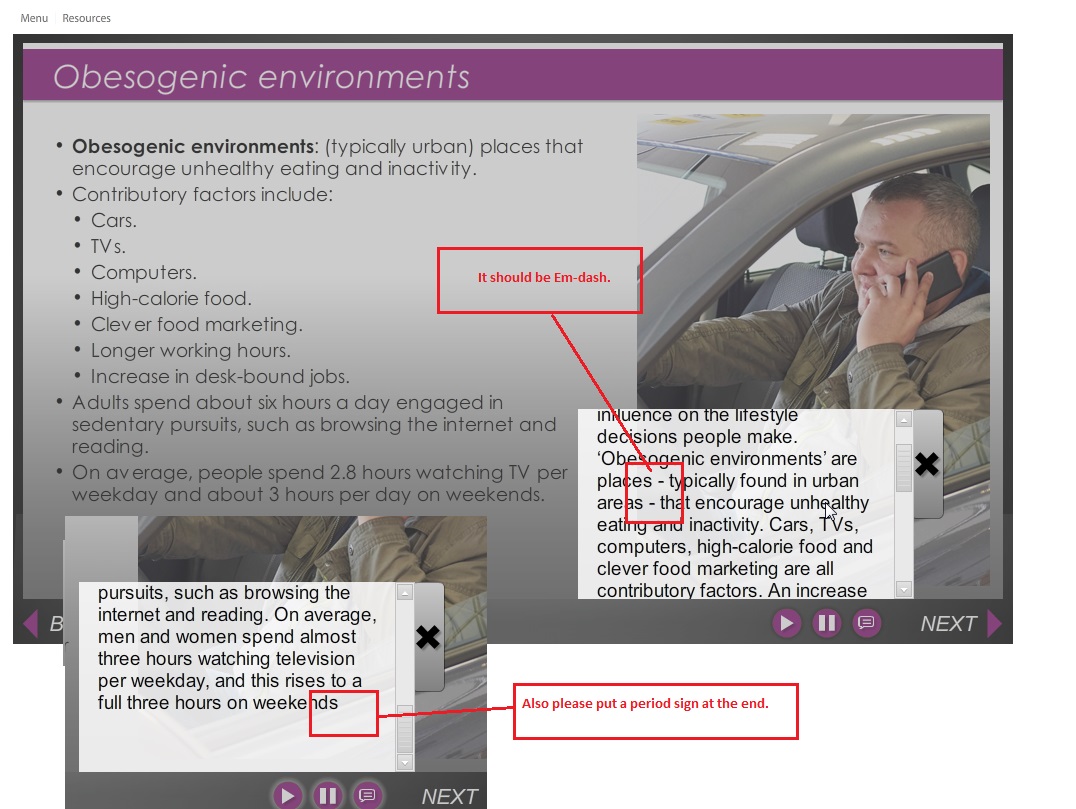 Menu Resources
Obesogenic environments
• Obesogenic environments: (typically urban) places that
encourage unhealthy eating and inactivity.
• Contributory factors include:
• Cars.
• TVs.
• Computers.
• High-calorie food.
• Clever food marketing.
• Longer working hours.
• Increase in desk-bound jobs.
• Adults spend about six hours a day engaged in
sedentary pursuits, such as browsing the internet and
reading.
• On average, people spend 2.8 hours watching TV per
weekday and about 3 hours per day on weekends.
It should be Em-dash.
influence on the lifestyle
decisions people make.
‘Obesogenic environments’ are
places - typically found in urban
areas - that encourage unhealthy
eating and inactivity. Cars, TVs,
computers, high-calorie food and
clever food marketing are all
contributory factors. An increase
B
NEXT
pursuits, such as browsing the
internet and reading. On average,
men and women spend almost
three hours watching television
per weekday, and this rises to a
full three hours on weekends
Also please put a period sign at the end.
NEXT